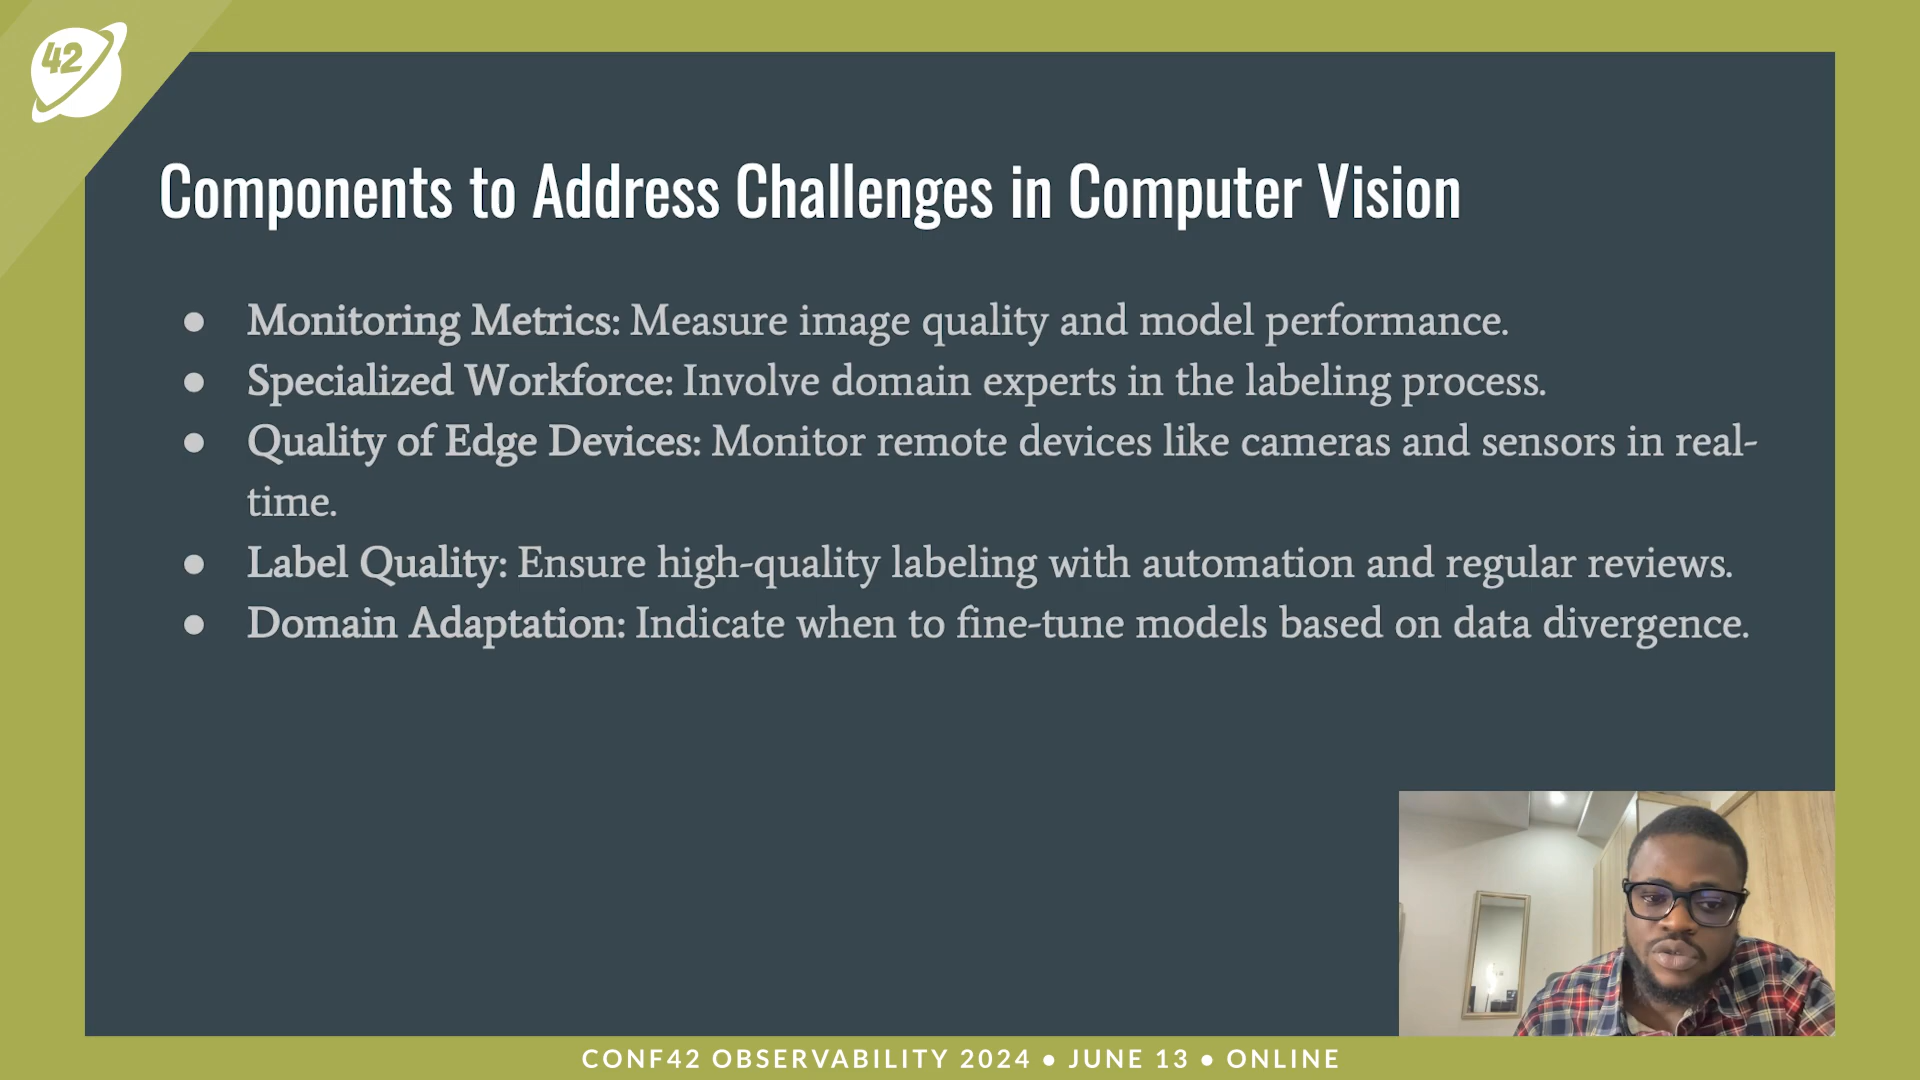 42
Components to Address Challenges in Computer Vision
● Monitoring Metrics: Measure image quality and model performance.
● Specialized Workforce: Involve domain experts in the labeling process.
● Quality of Edge Devices: Monitor remote devices like cameras and sensors in real-
time.
● Label Quality: Ensure high-quality labeling with automation and regular reviews.
● Domain Adaptation: Indicate when to fine-tune models based on data divergence.
CONF42 OBSERVABILITY 2024 ● JUNE 13 ● ONLINE